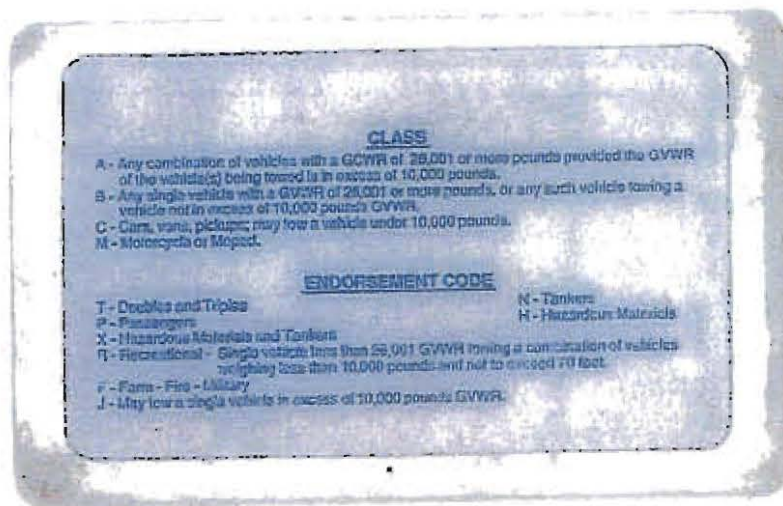 CLASS
A - Any combination of vehicles with a GCWR of 26,001 or more pounds provided the GVWR
of the vehicle(s) being towed is in excess of 10,000 pounds.
B - Any single vehicle with a GVWR of 26,001 or more pounds, or any such vehicle towing a
vehicle not in excess of 10,000 pounds GVWR.
C - Cars, vans, pickups; may tow a vehicle under 10,000 pounds.
M - Motorcycle or Moped.
ENDORSEMENT CODE
T - Doubles and Triples
N - Tankers
P - Passengers
H - Hazardous Materials
X - Hazardous Materials and Tankers
R - Recreational - Single vehicle less than 26,001 GVWR towing a combination of vehicles
weighing less than 10,000 pounds and not to exceed 70 feet.
F - Farm - Fire - Military
J - May tow a single vehicle in excess of 10,000 pounds GVWR.